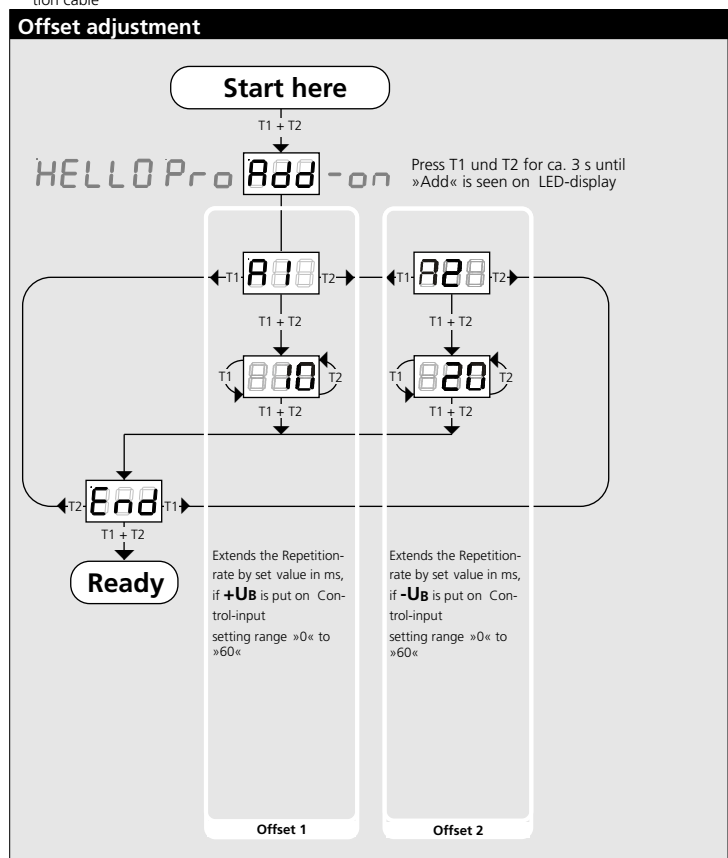 tion cable
Offset adjustment
Start here
T1 + T2
HELLO Pro Add -on
Press T1 und T2 for ca. 3 s until
»Add« is seen on LED-display
T1 A1 T2 T1 A2 T2
T1 + T2 T1 + T2
T1 10 T2 T1 20 T2
T1 + T2 T1 + T2
T2 End T1
T1 + T2
Ready
Extends the Repetition-
rate by set value in ms,
if +UB is put on Con-
trol-input
setting range »0« to
»60«
Extends the Repetition-
rate by set value in ms,
if -UB is put on Con-
trol-input
setting range »0« to
»60«
Offset 1 Offset 2